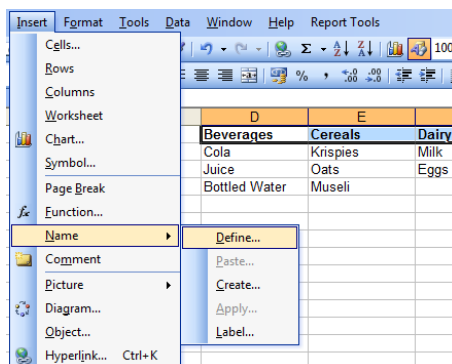 Insert Format Tools Data Window Help Report Tools
Cells...
Rows
Columns
Worksheet
Chart...
Symbol...
Page Break
Function...
Name
Comment
Picture
Diagram...
Object...
Hyperlink... Ctrl+K
Define...
Paste...
Create...
Apply...
Label...
100
D E
Beverages Cereals Dairy
Cola Krispies Milk
Juice Oats Eggs
Bottled Water Museli